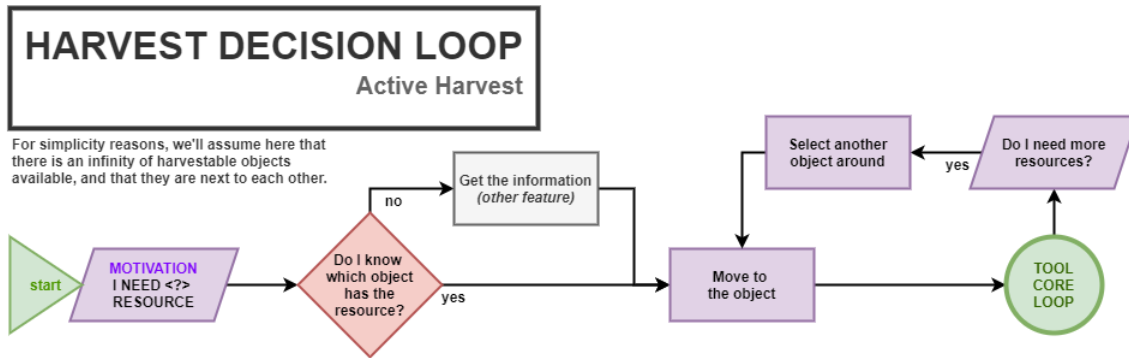 HARVEST DECISION LOOP
Active Harvest
For simplicity reasons, we'll assume here that
there is an infinity of harvestable objects
available, and that they are next to each other.
start
MOTIVATION
I NEED <?>
RESOURCE
Do I know
which object
has the
resource?
no
yes
Get the information
(other feature)
Move to
the object
TOOL
CORE
LOOP
Do I need more
resources?
yes
Select another
object around